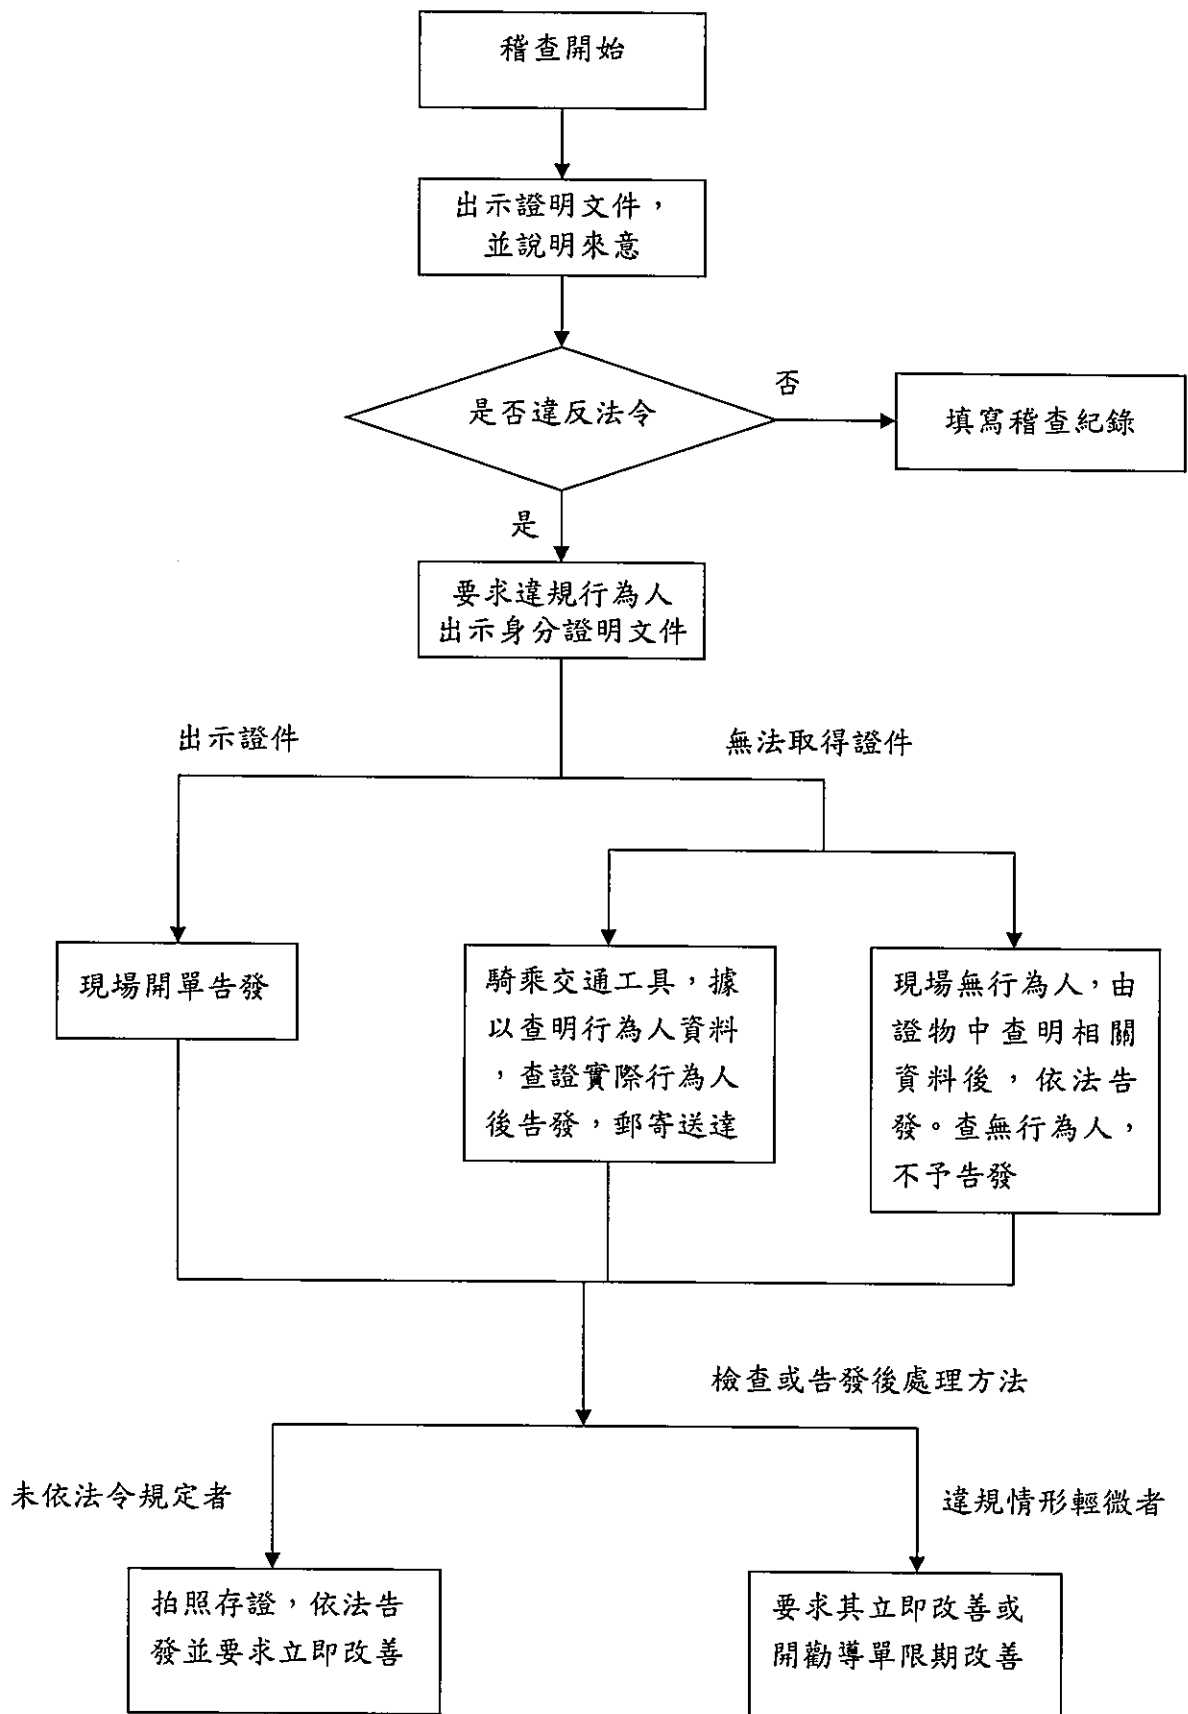 稽查開始
出示證明文件，
並說明來意
是否違反法令
否
填寫稽查紀錄
是
要求違規行為人
出示身分證明文件
出示證件
無法取得證件
現場開單告發
騎乘交通工具，據
以查明行為人資料
，查證實際行為人
後告發，郵寄送達
現場無行為人，由
證物中查明相關
資料後，依法告
發。查無行為人，
不予告發
檢查或告發後處理方法
未依法令規定者
違規情形輕微者
拍照存證，依法告
發並要求立即改善
要求其立即改善或
開勸導單限期改善